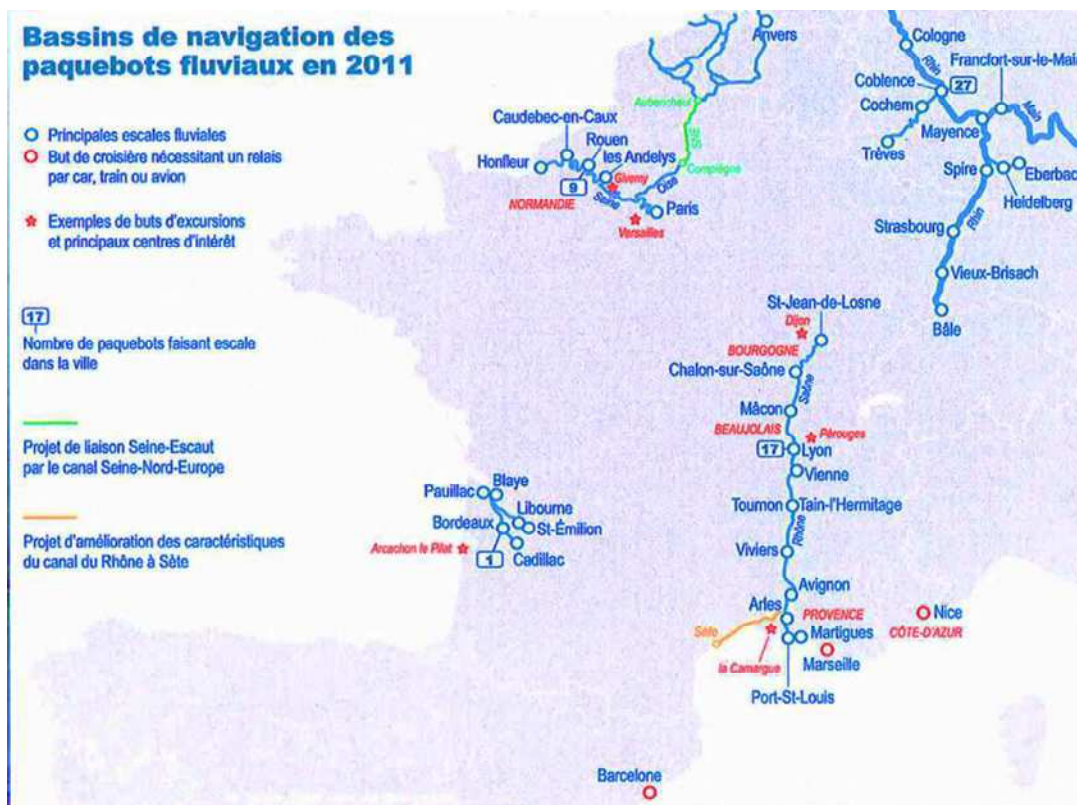 Bassins de navigation des
paquebots fluviaux en 2011
Principales escales fluviales
But de croisière nécessitant un relais
par car, train ou avion
Exemples de buts d'excursions
et principaux centres d'intérêt
17
Nombre de paquebots faisant escale
dans la ville
Projet de liaison Seine-Escaut
par le canal Seine-Nord-Europe
Projet d'amélioration des caractéristiques
du canal du Rhône à Sète
Anvers
Aubencheul
SNE
Compiègne
Oise
Caudebec-en-Caux
Rouen
les Andelys
Honfleur
Giverny
9
NORMANDIE
Seine
Paris
Versailles
Cologne
Rhin
Francfort-sur-le-Main
Coblence
27
Cochem
Main
Mayence
Trèves
Spire
Eberbac
Heidelberg
Rhin
Strasbourg
Vieux-Brisach
Bâle
St-Jean-de-Losne
Dijon
BOURGOGNE
Chalon-sur-Saône
Saône
Mâcon
BEAUJOLAIS
Pérouges
17
Lyon
Vienne
Tournon
Tain-l'Hermitage
Rhône
Viviers
Avignon
Arles
PROVENCE
Nice
CÔTE-D'AZUR
Sète
Martigues
la Camargue
Marseille
Port-St-Louis
Pauillac
Blaye
Libourne
Bordeaux
St-Émilion
Arcachon le Pilat
1
Cadillac
Barcelone